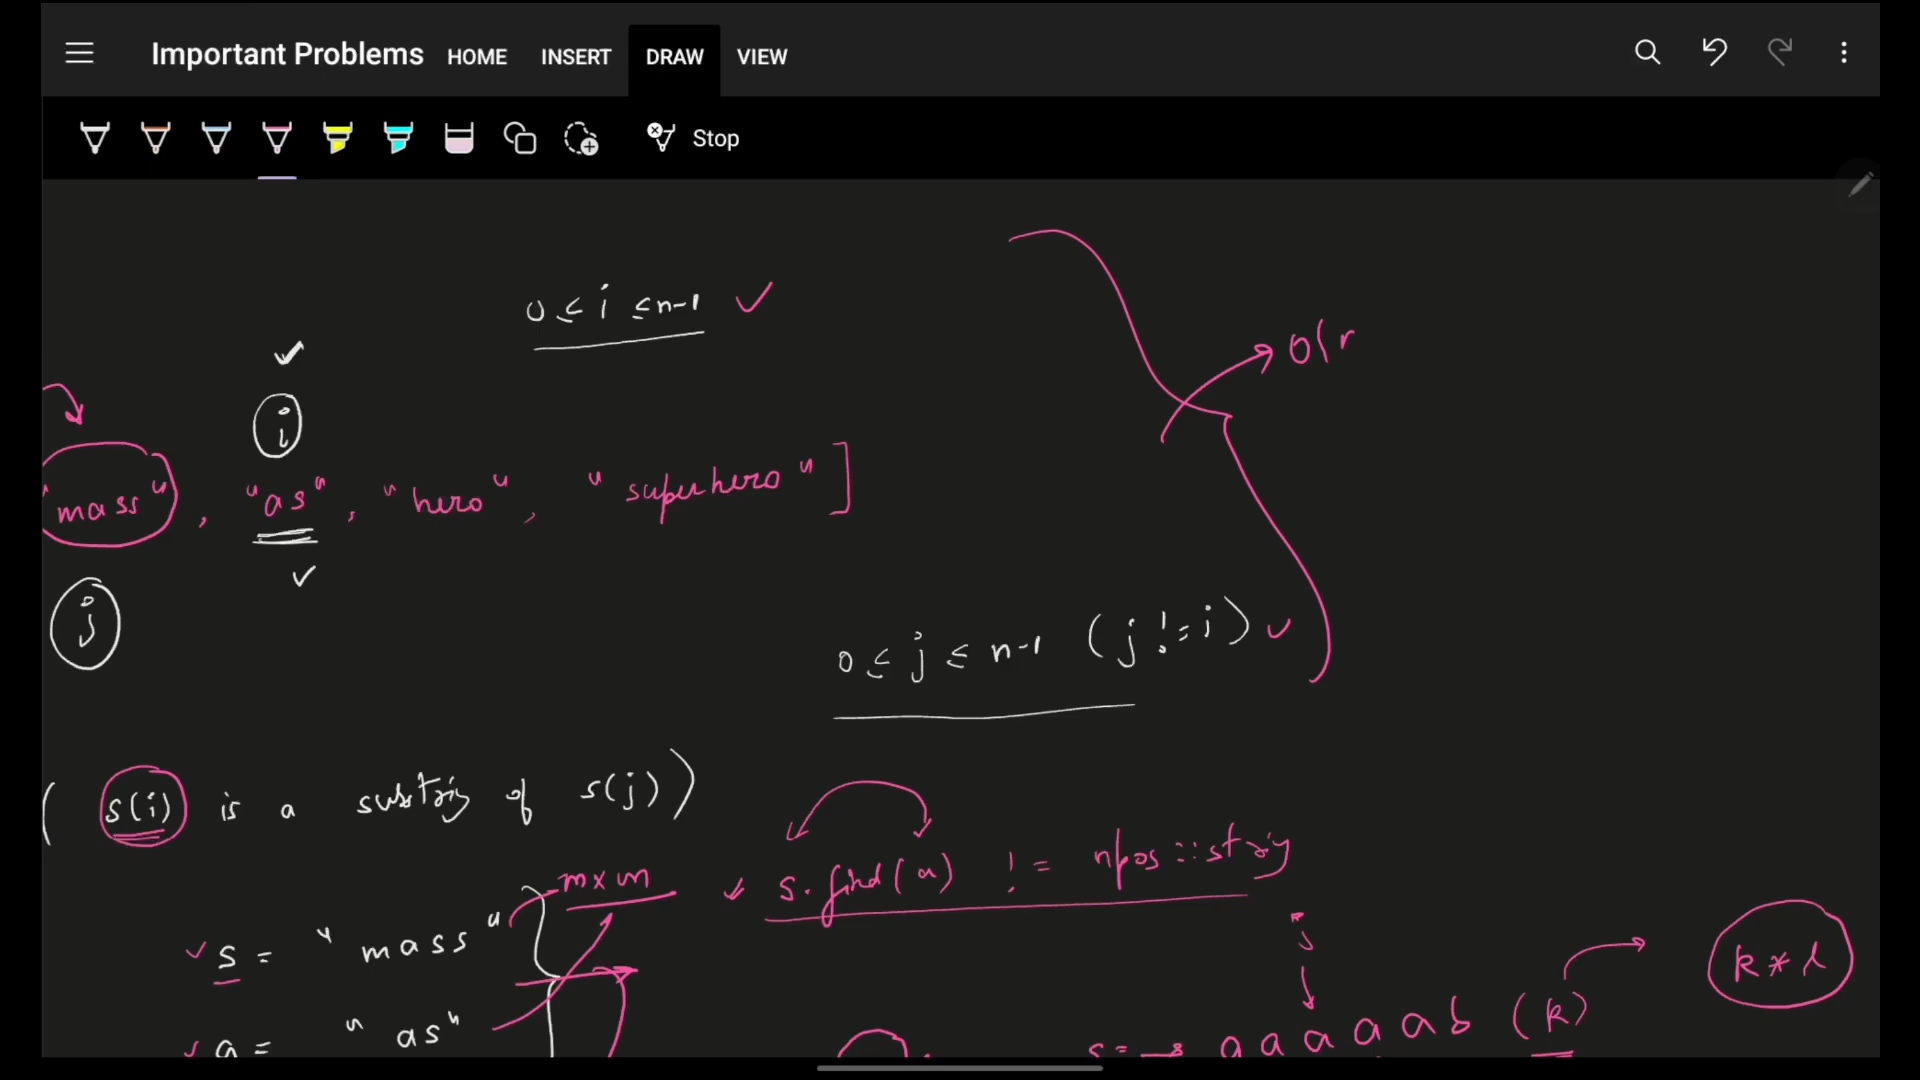 Important Problems HOME INSERT DRAW VIEW
Stop
0 ≤ i ≤ n-1
O(n
i
"mass", "as", "hero", "superhero"]
j
0 ≤ j ≤ n-1 (j != i)
( s(i) is a substring of s(j))
m x m
s.find(a) != npos::string
s = "mass"
j
k * l
a = "as"
s = → a a a a a b (k)